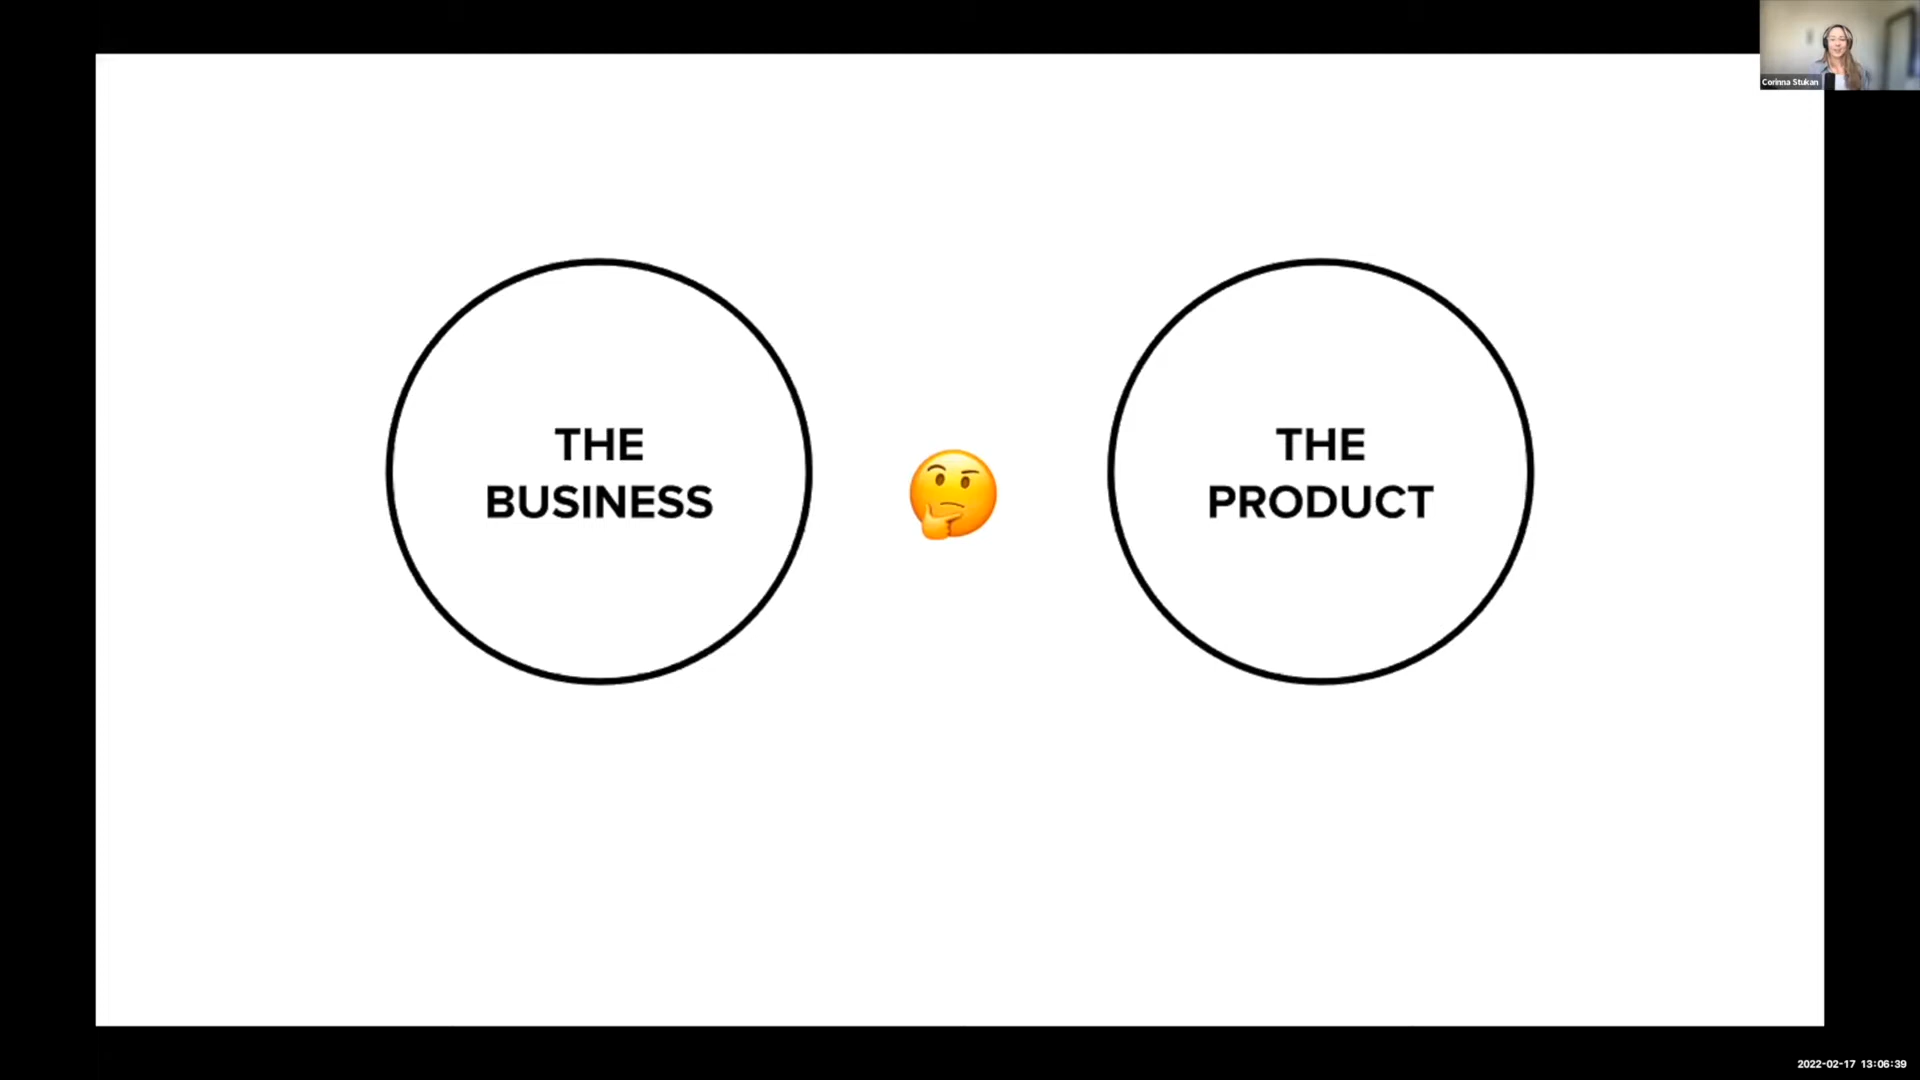 Corinna Stukan
THE
BUSINESS
THE
PRODUCT
2022-02-17 13:06:39